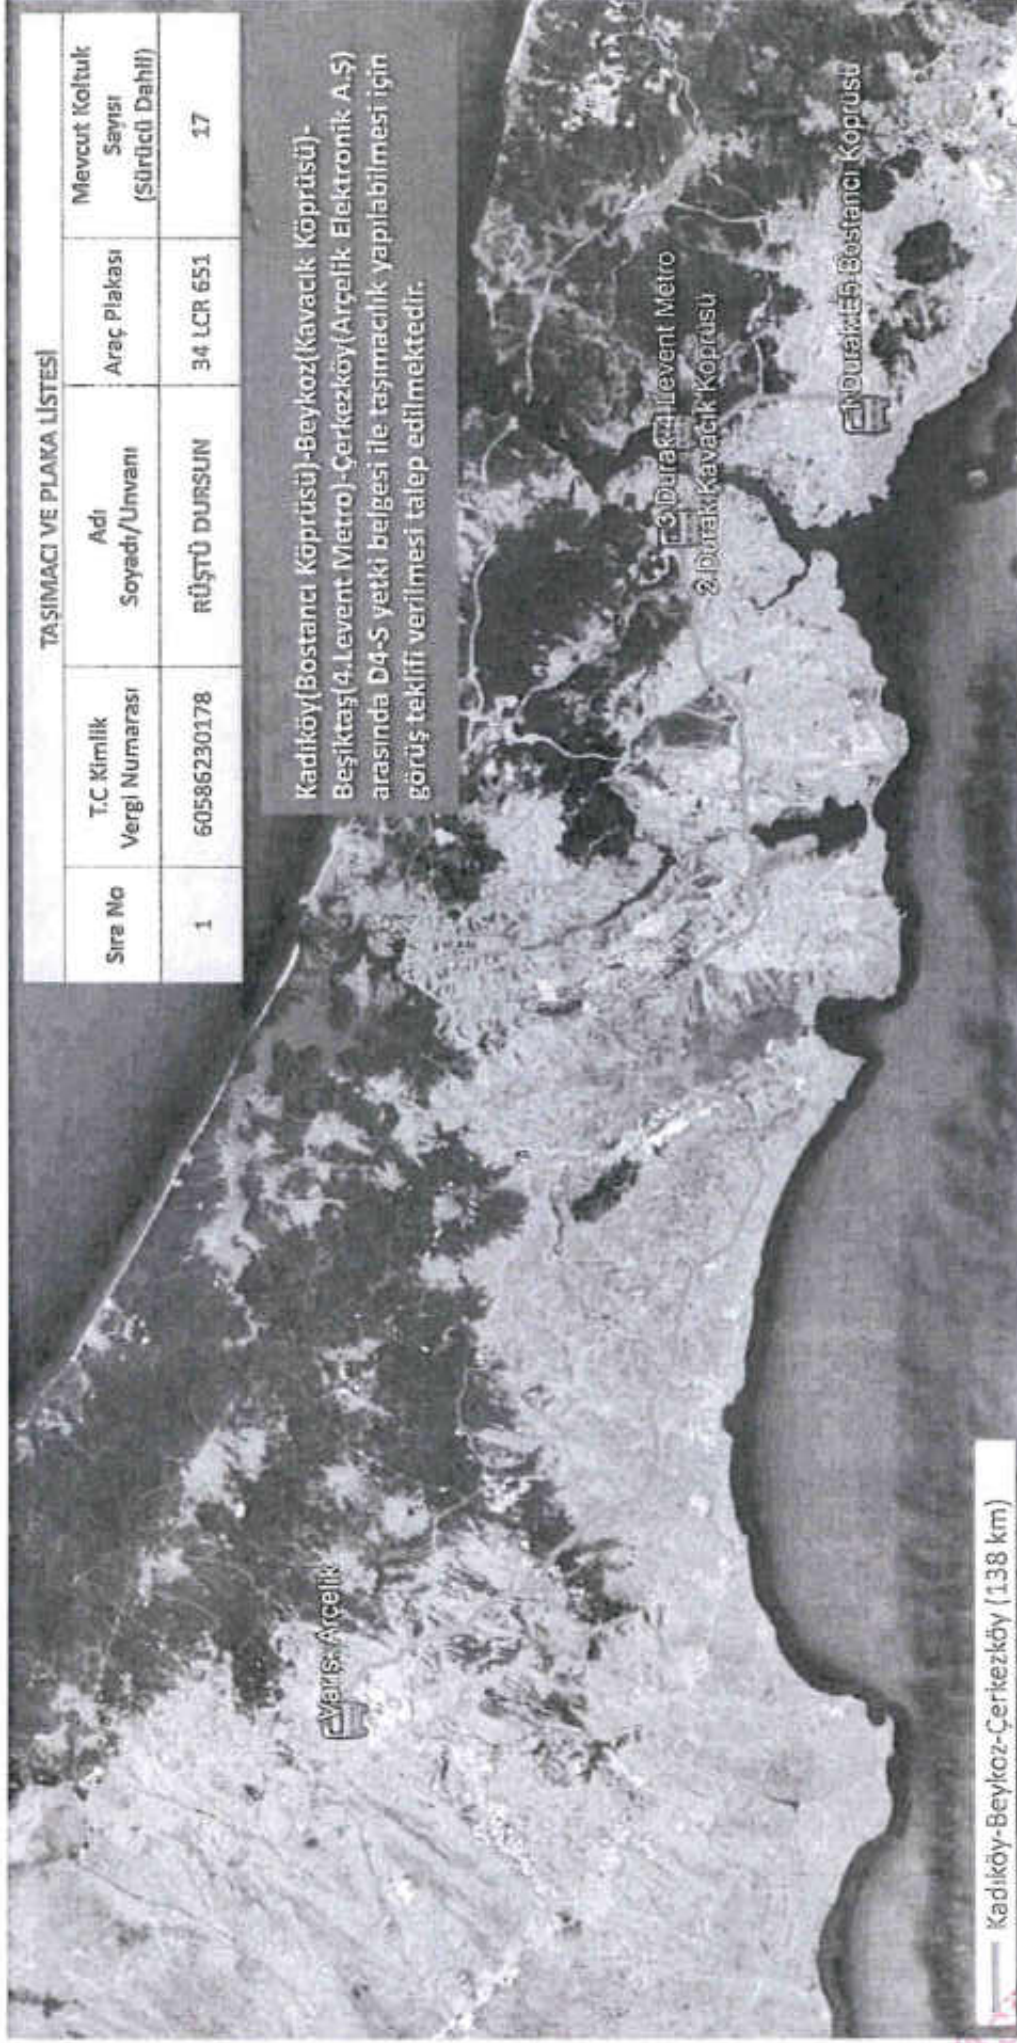 TAŞIMACI VE PLAKA LİSTESİ
Sıra No
T.C Kimlik
Vergi Numarası
Adı
Soyadı/Unvanı
Araç Plakası
Mevcut Koltuk
Sayısı
(Sürücü Dahil)
1
60586230178
RÜŞTÜ DURSUN
34 LCR 651
17
Kadıköy(Bostancı Köprüsü)-Beykoz(Kavacık Köprüsü)-
Beşiktaş(4.Levent Metro)-Çerkezköy(Arçelik Elektronik A.Ş)
arasında D4-S yetki belgesi ile taşımacılık yapılabilmesi için
görüş teklifi verilmesi talep edilmektedir.
Varış: Arçelik
3.Durak:4.Levent Metro
2.Durak:Kavacık Köprüsü
1.Durak:E5 Bostancı Köprüsü
Kadıköy-Beykoz-Çerkezköy (138 km)